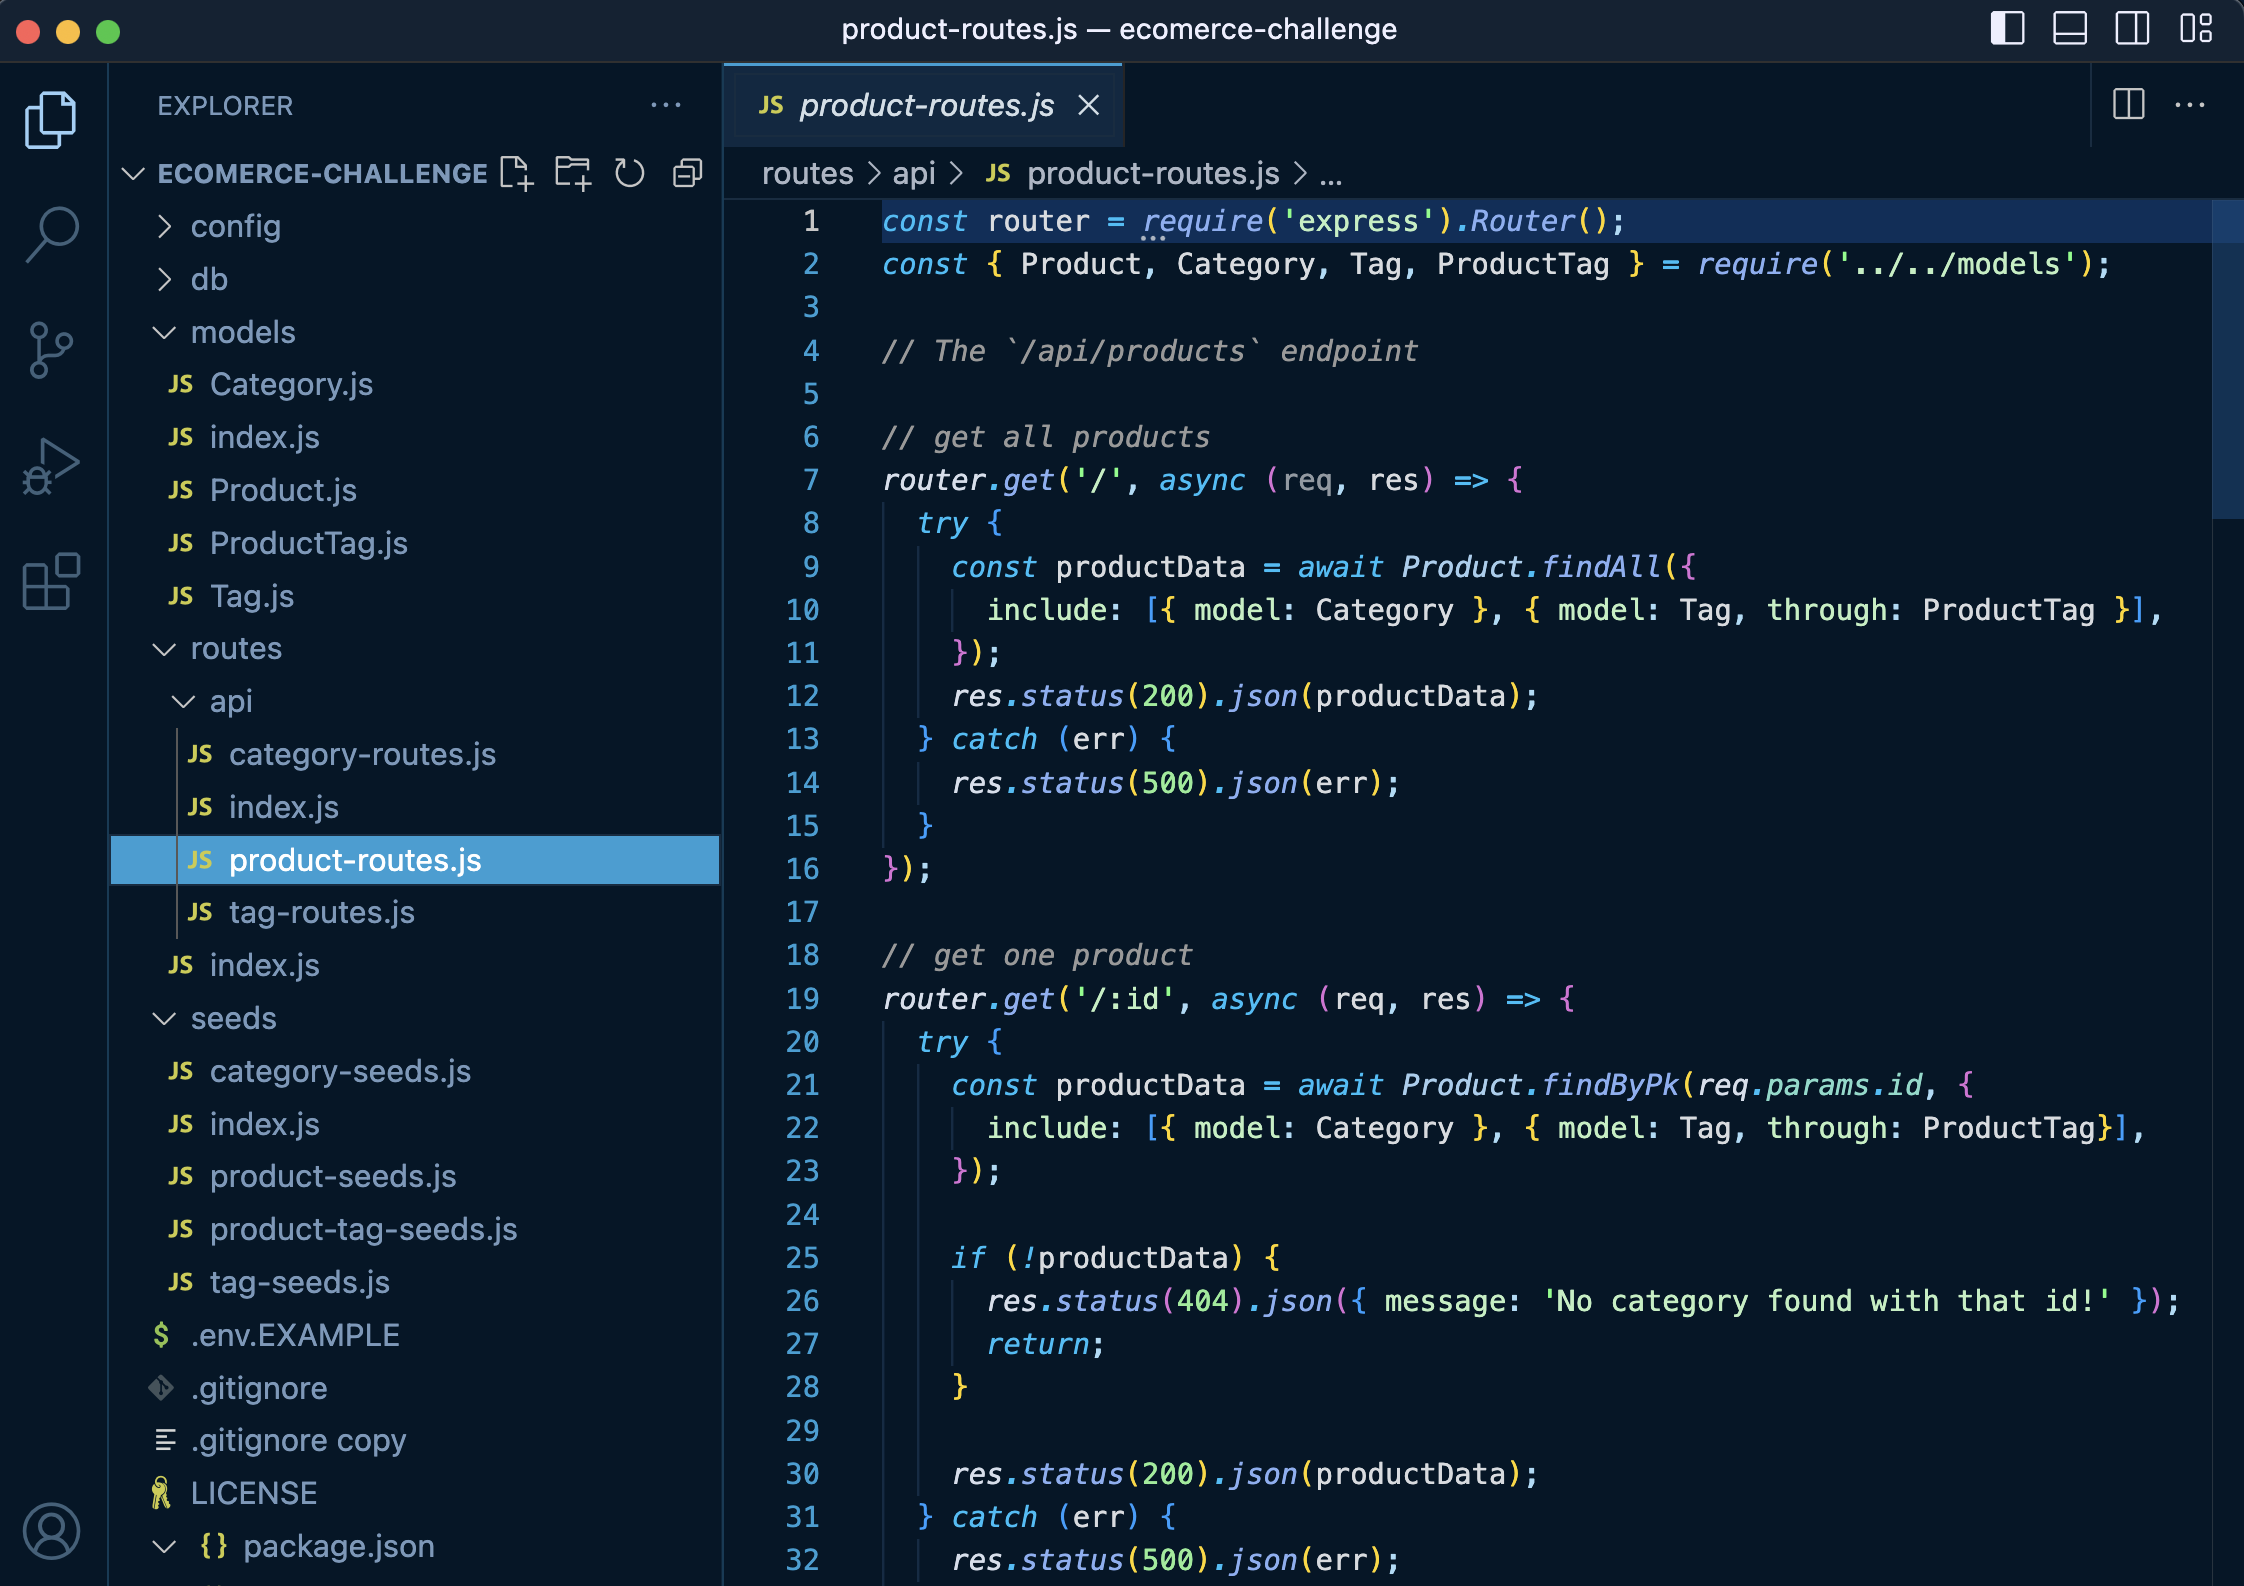 product-routes.js — ecomerce-challenge
EXPLORER
ECOMERCE-CHALLENGE
config
db
models
JS Category.js
JS index.js
JS Product.js
JS ProductTag.js
JS Tag.js
routes
api
JS category-routes.js
JS index.js
JS product-routes.js
JS tag-routes.js
JS index.js
seeds
JS category-seeds.js
JS index.js
JS product-seeds.js
JS product-tag-seeds.js
JS tag-seeds.js
$ .env.EXAMPLE
.gitignore
.gitignore copy
LICENSE
{} package.json
JS product-routes.js
routes > api > JS product-routes.js > ...
1 const router = require('express').Router();
2 const { Product, Category, Tag, ProductTag } = require('../../models');
3
4 // The `/api/products` endpoint
5
6 // get all products
7 router.get('/', async (req, res) => {
8 try {
9 const productData = await Product.findAll({
10 include: [{ model: Category }, { model: Tag, through: ProductTag }],
11 });
12 res.status(200).json(productData);
13 } catch (err) {
14 res.status(500).json(err);
15 }
16 });
17
18 // get one product
19 router.get('/:id', async (req, res) => {
20 try {
21 const productData = await Product.findByPk(req.params.id, {
22 include: [{ model: Category }, { model: Tag, through: ProductTag}],
23 });
24
25 if (!productData) {
26 res.status(404).json({ message: 'No category found with that id!' });
27 return;
28 }
29
30 res.status(200).json(productData);
31 } catch (err) {
32 res.status(500).json(err);